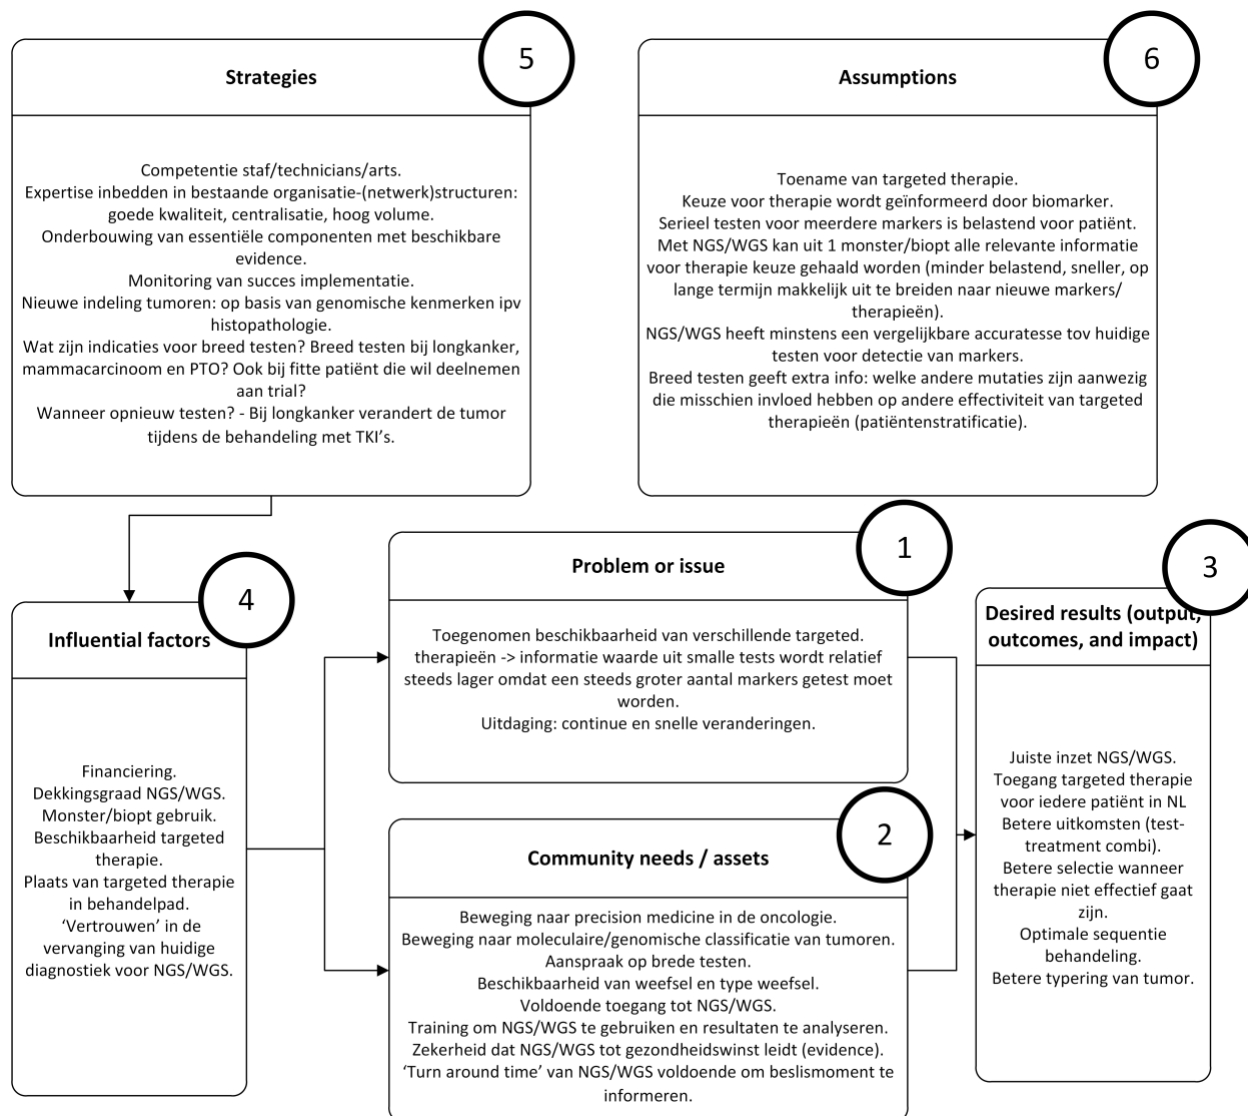 5
Strategies
Competentie staf/technicians/arts.
Expertise inbedden in bestaande organisatie-(netwerk)structuren:
goede kwaliteit, centralisatie, hoog volume.
Onderbouwing van essentiële componenten met beschikbare
evidence.
Monitoring van succes implementatie.
Nieuwe indeling tumoren: op basis van genomische kenmerken ipv
histopathologie.
Wat zijn indicaties voor breed testen? Breed testen bij longkanker,
mammacarcinoom en PTO? Ook bij fitte patiënt die wil deelnemen
aan trial?
Wanneer opnieuw testen? - Bij longkanker verandert de tumor
tijdens de behandeling met TKI’s.
6
Assumptions
Toename van targeted therapie.
Keuze voor therapie wordt geïnformeerd door biomarker.
Serieel testen voor meerdere markers is belastend voor patiënt.
Met NGS/WGS kan uit 1 monster/biopt alle relevante informatie
voor therapie keuze gehaald worden (minder belastend, sneller, op
lange termijn makkelijk uit te breiden naar nieuwe markers/
therapieën).
NGS/WGS heeft minstens een vergelijkbare accuratesse tov huidige
testen voor detectie van markers.
Breed testen geeft extra info: welke andere mutaties zijn aanwezig
die misschien invloed hebben op andere effectiviteit van targeted
therapieën (patiëntenstratificatie).
4
Influential factors
Financiering.
Dekkingsgraad NGS/WGS.
Monster/biopt gebruik.
Beschikbaarheid targeted
therapie.
Plaats van targeted therapie
in behandelpad.
‘Vertrouwen’ in de
vervanging van huidige
diagnostiek voor NGS/WGS.
1
Problem or issue
Toegenomen beschikbaarheid van verschillende targeted.
therapieën -> informatie waarde uit smalle tests wordt relatief
steeds lager omdat een steeds groter aantal markers getest moet
worden.
Uitdaging: continue en snelle veranderingen.
2
Community needs / assets
Beweging naar precision medicine in de oncologie.
Beweging naar moleculaire/genomische classificatie van tumoren.
Aanspraak op brede testen.
Beschikbaarheid van weefsel en type weefsel.
Voldoende toegang tot NGS/WGS.
Training om NGS/WGS te gebruiken en resultaten te analyseren.
Zekerheid dat NGS/WGS tot gezondheidswinst leidt (evidence).
‘Turn around time’ van NGS/WGS voldoende om beslismoment te
informeren.
3
Desired results (output,
outcomes, and impact)
Juiste inzet NGS/WGS.
Toegang targeted therapie
voor iedere patiënt in NL
Betere uitkomsten (test-
treatment combi).
Betere selectie wanneer
therapie niet effectief gaat
zijn.
Optimale sequentie
behandeling.
Betere typering van tumor.